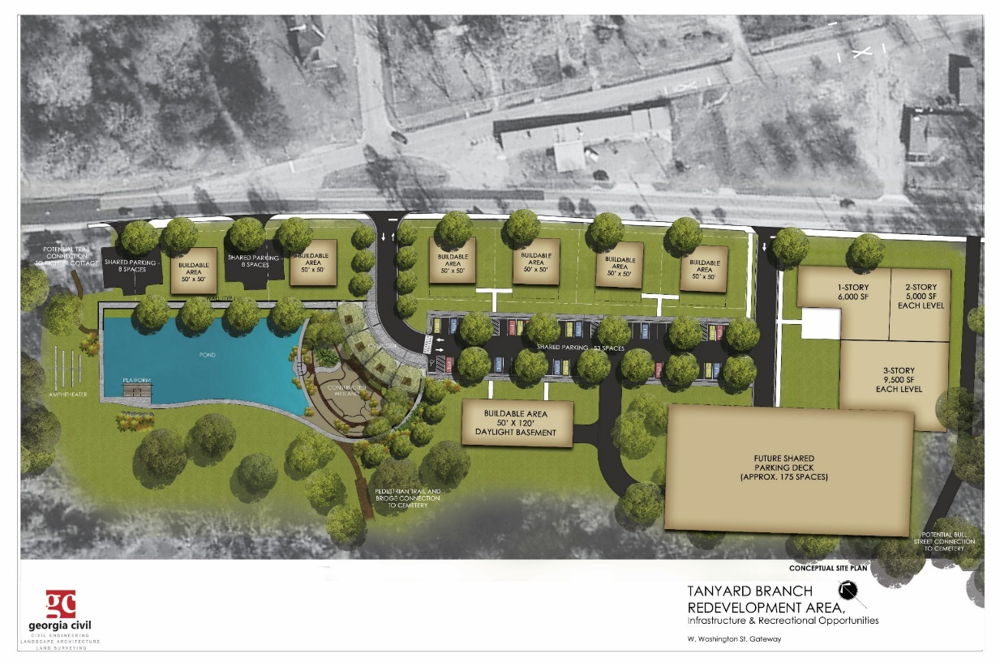 POTENTIAL TRAIL
CONNECTION
TO RICHTER COTTAGE
SHARED PARKING -
8 SPACES
BUILDABLE
AREA
50' x 50'
SHARED PARKING -
8 SPACES
BUILDABLE
AREA
50' x 50'
BUILDABLE
AREA
50' x 50'
BUILDABLE
AREA
50' x 50'
BUILDABLE
AREA
50' x 50'
BUILDABLE
AREA
50' x 50'
1-STORY
6,000 SF
2-STORY
5,000 SF
EACH LEVEL
3-STORY
9,500 SF
EACH LEVEL
SHARED PARKING - 53 SPACES
POND
PLATFORM
AMPHITHEATER
CONSTRUCTED
WETLAND
BUILDABLE AREA
50' X 120'
DAYLIGHT BASEMENT
FUTURE SHARED
PARKING DECK
(APPROX. 175 SPACES)
PEDESTRIAN TRAIL AND
BRIDGE CONNECTION
TO CEMETERY
POTENTIAL BULL
STREET CONNECTION
TO CEMETERY
CONCEPTUAL SITE PLAN
TANYARD BRANCH
REDEVELOPMENT AREA,
Infrastructure & Recreational Opportunities
W. Washington St. Gateway
gc
georgia civil
CIVIL ENGINEERING
LANDSCAPE ARCHITECTURE
LAND SURVEYING